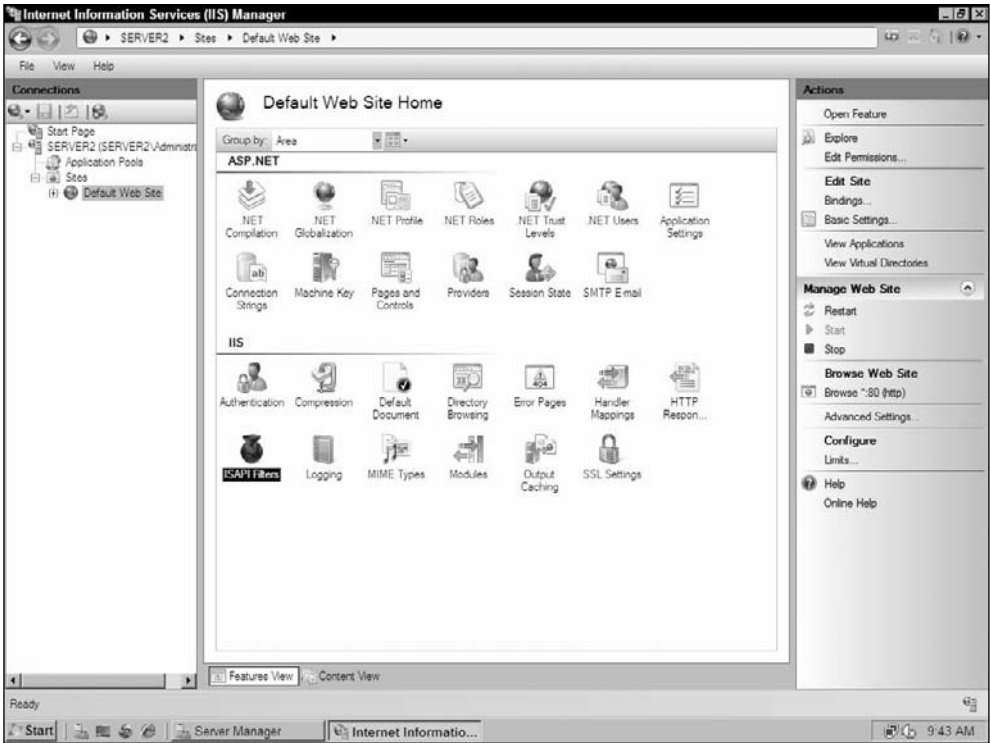 Internet Information Services (IIS) Manager
SERVER2 Sites Default Web Site
File View Help
Connections
Start Page
SERVER2 (SERVER2\Administra
Application Pools
Sites
Default Web Site
Default Web Site Home
Group by: Area
ASP.NET
.NET Compilation
.NET Globalization
.NET Profile
.NET Roles
.NET Trust Levels
.NET Users
Application Settings
Connection Strings
Machine Key
Pages and Controls
Providers
Session State
SMTP E-mail
IIS
Authentication
Compression
Default Document
Directory Browsing
Error Pages
Handler Mappings
HTTP Respon...
ISAPI Filters
Logging
MIME Types
Modules
Output Caching
SSL Settings
Features View
Content View
Actions
Open Feature
Explore
Edit Permissions...
Edit Site
Bindings...
Basic Settings...
View Applications
View Virtual Directories
Manage Web Site
Restart
Start
Stop
Browse Web Site
Browse *:80 (http)
Advanced Settings...
Configure
Limits...
Help
Online Help
Ready
Start
Server Manager
Internet Informatio...
9:43 AM